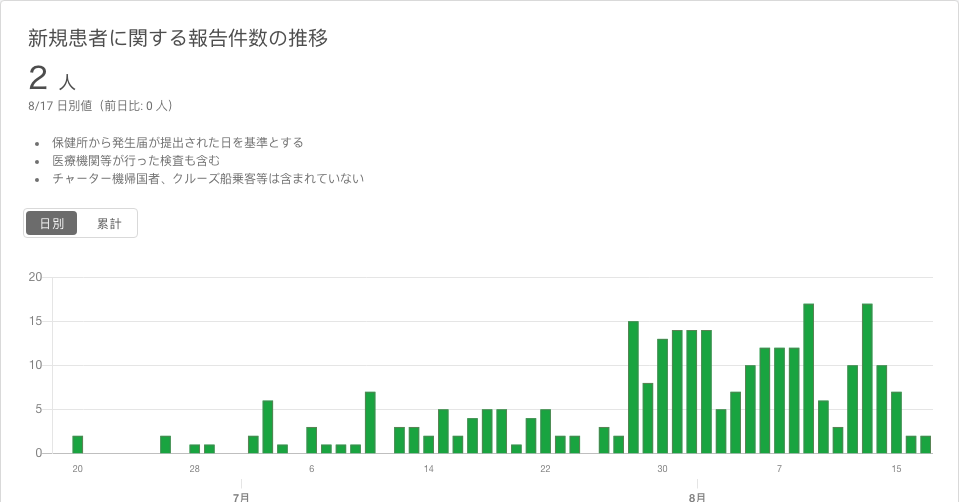 新規患者に関する報告件数の推移
2 人
8/17 日別値（前日比: 0 人）
保健所から発生届が提出された日を基準とする
医療機関等が行った検査も含む
チャーター機帰国者、クルーズ船乗客等は含まれていない
日別 累計
20
15
10
5
0
20 28 6 14 22 30 7 15
7月 8月